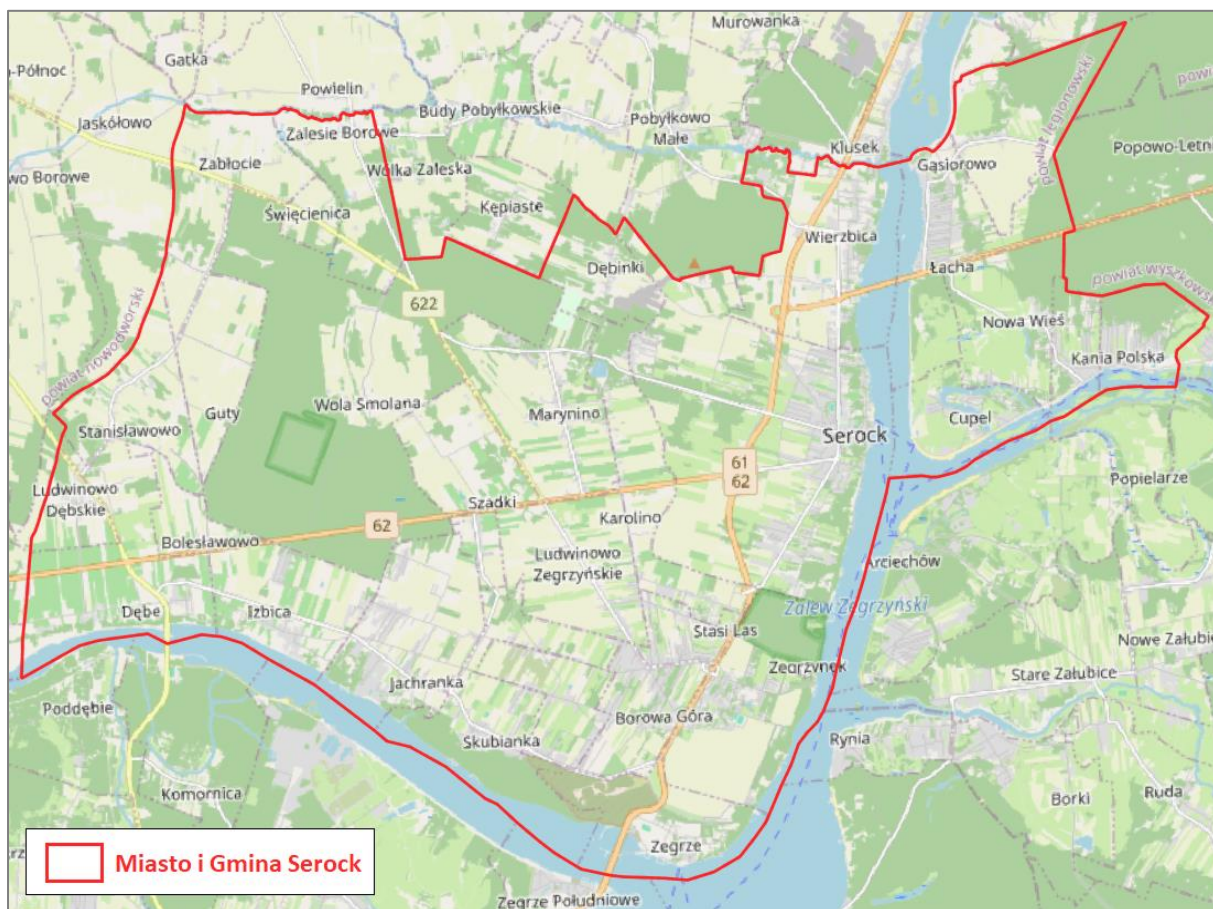 Murowanka
Gatka
o-Północ
Powielin
Jaskółowo
Budy Pobyłkowskie
Pobyłkowo
Małe
Zalesie Borowe
Klusek
Zabłocie
Gąsiorowo
powiat legionowski
Popowo-Letni
wo Borowe
Wólka Zaleska
Kępiaste
Święcienica
Wierzbica
Dębinki
Łacha
powiat wyszkowski
622
Nowa Wieś
powiat nowodworski
Kania Polska
Wola Smolana
Guty
Marynino
Cupel
Stanisławowo
Serock
61
62
Popielarze
Ludwinowo
Dębskie
Szadki
Karolino
62
Bolesławowo
Ludwinowo
Zegrzyńskie
Arciechów
Dębe
Izbica
Zalew Zegrzyński
Stasi Las
Nowe Załubice
Zegrzynek
Stare Załubice
Jachranka
Poddębie
Borowa Góra
Skubianka
Rynia
Komornica
Borki
Ruda
Zegrze
Miasto i Gmina Serock
Zegrze Południowe